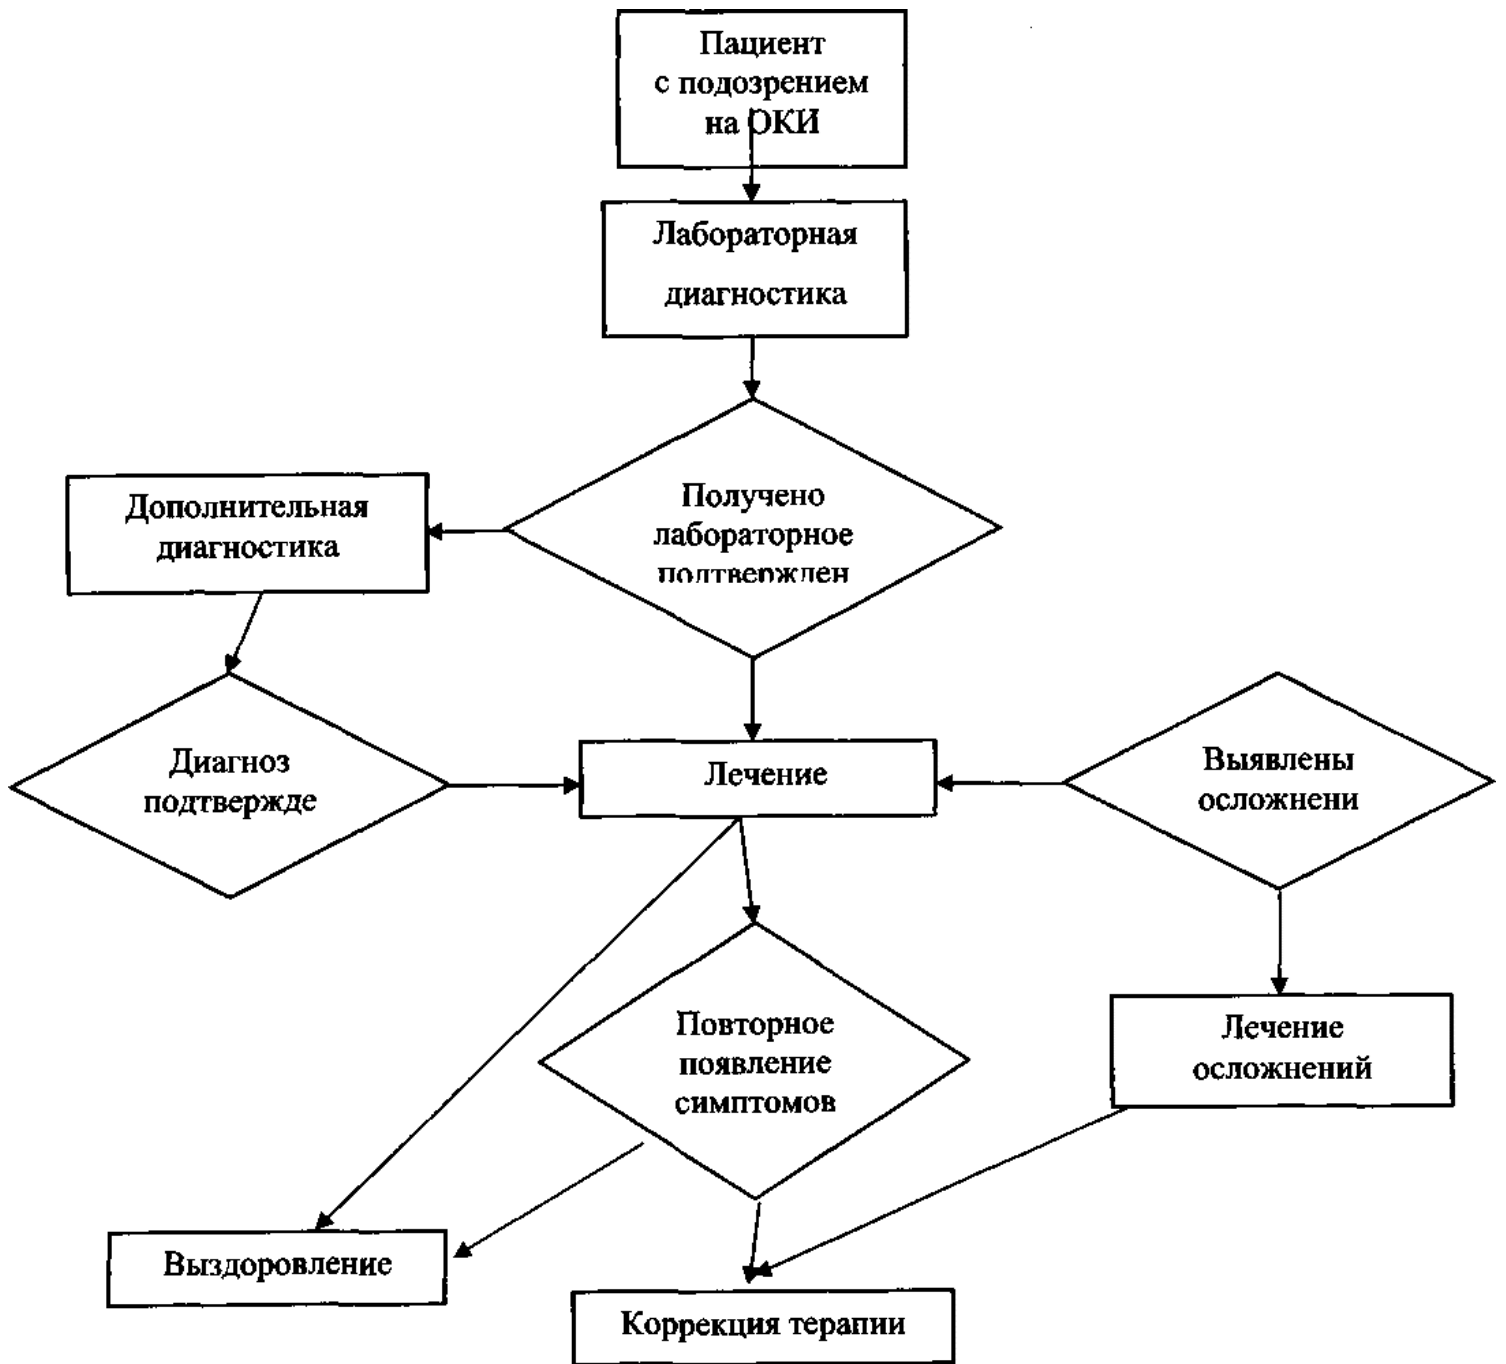 Пациент
с подозрением
на ОКИ
Лабораторная
диагностика
Получено
лабораторное
подтвержден
Дополнительная
диагностика
Диагноз
подтвержде
Лечение
Выявлены
осложнени
Повторное
появление
симптомов
Лечение
осложнений
Выздоровление
Коррекция терапии